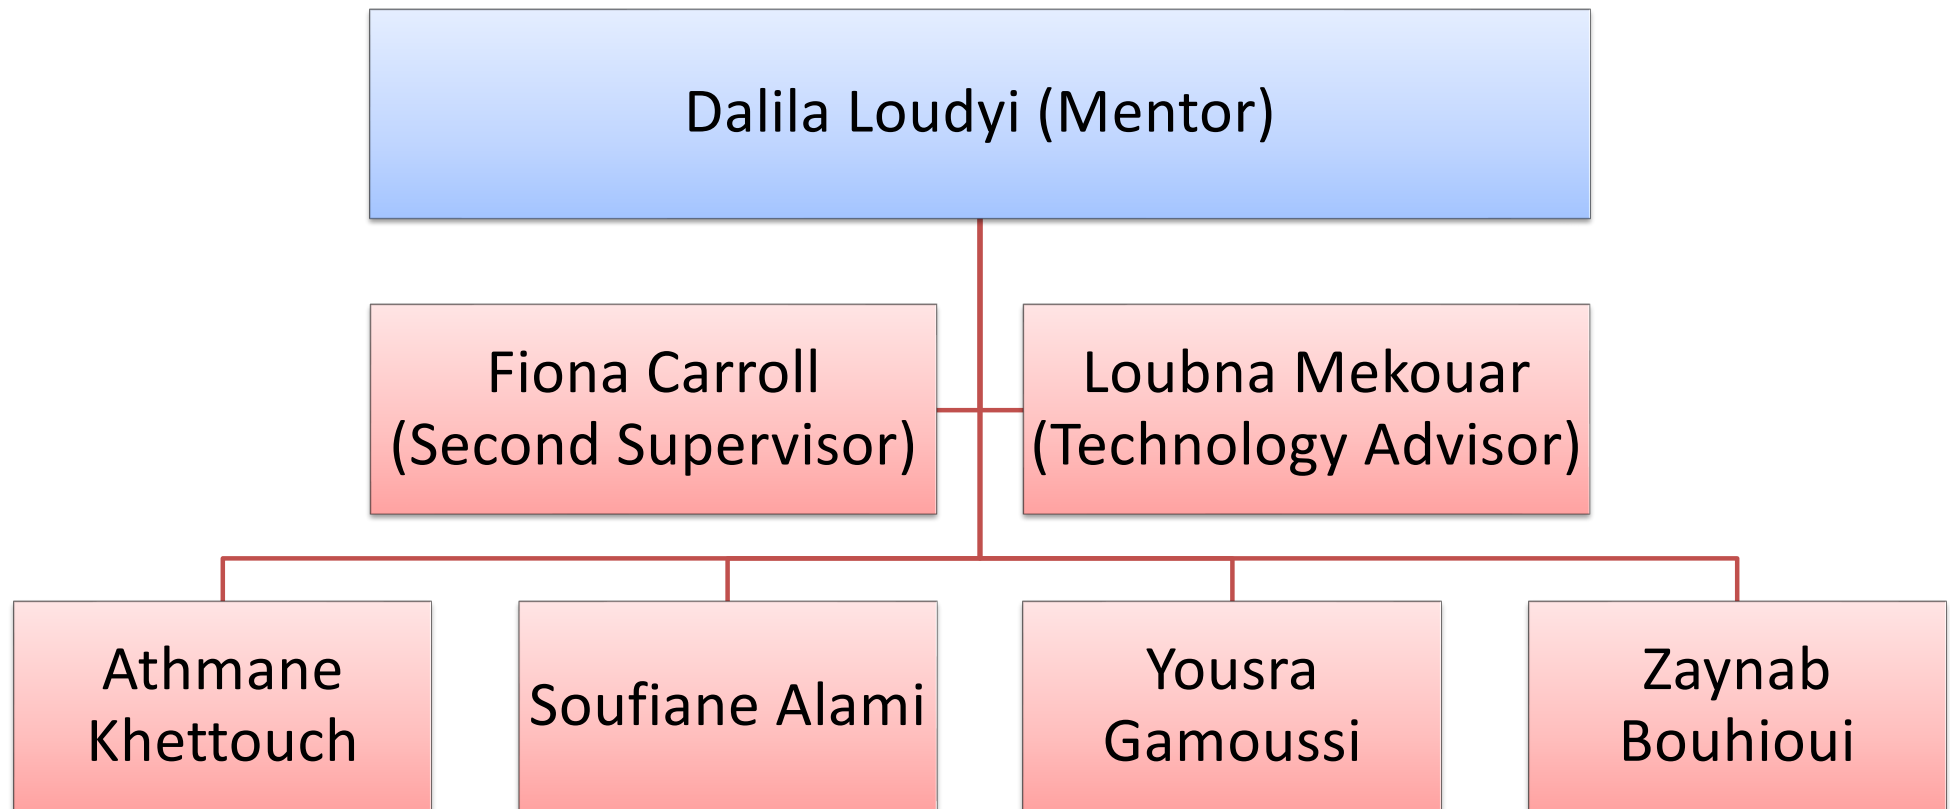 Dalila Loudyi (Mentor)
Fiona Carroll
(Second Supervisor)
Loubna Mekouar
(Technology Advisor)
Athmane
Khettouch
Soufiane Alami
Yousra
Gamoussi
Zaynab
Bouhioui